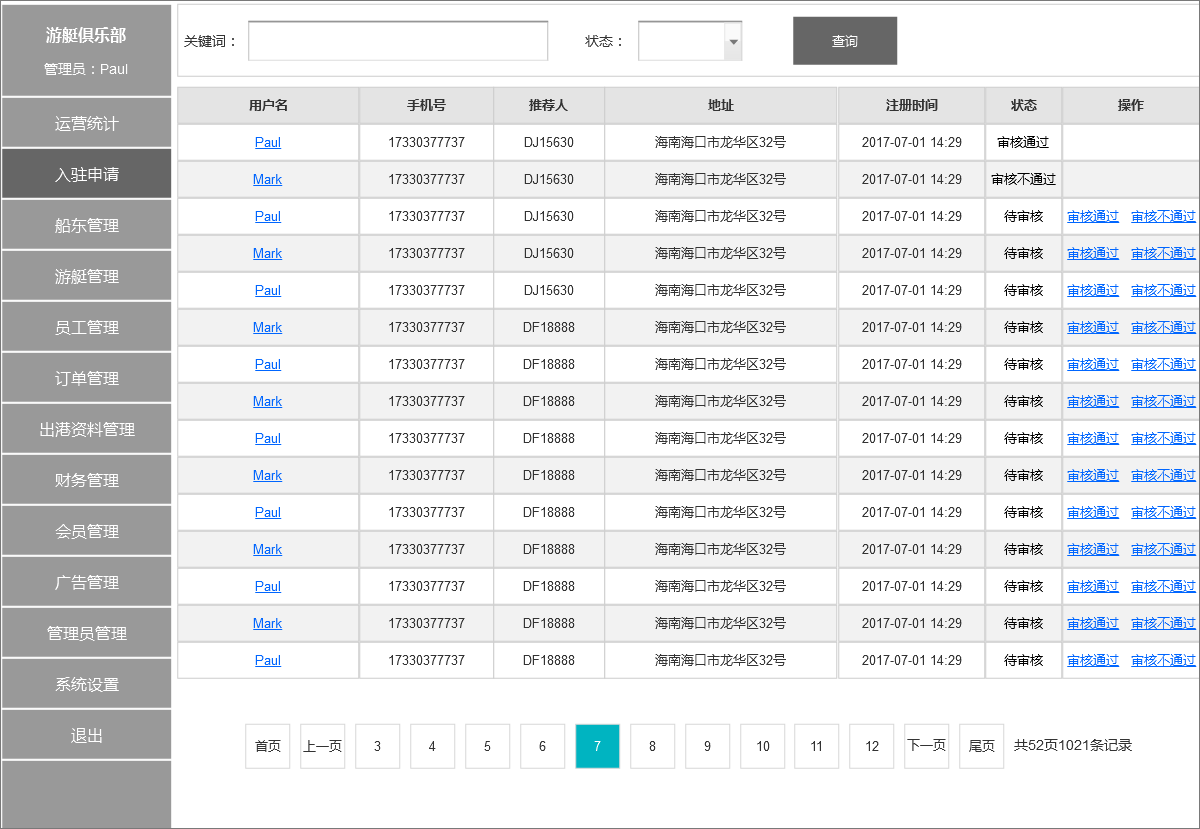 游艇俱乐部
管理员：Paul
运营统计
入驻申请
船东管理
游艇管理
员工管理
订单管理
出港资料管理
财务管理
会员管理
广告管理
管理员管理
系统设置
退出
关键词： 状态： 查询
用户名 手机号 推荐人 地址 注册时间 状态 操作
Paul 17330377737 DJ15630 海南海口市龙华区32号 2017-07-01 14:29 审核通过
Mark 17330377737 DJ15630 海南海口市龙华区32号 2017-07-01 14:29 审核不通过
Paul 17330377737 DJ15630 海南海口市龙华区32号 2017-07-01 14:29 待审核 审核通过 审核不通过
Mark 17330377737 DJ15630 海南海口市龙华区32号 2017-07-01 14:29 待审核 审核通过 审核不通过
Paul 17330377737 DJ15630 海南海口市龙华区32号 2017-07-01 14:29 待审核 审核通过 审核不通过
Mark 17330377737 DF18888 海南海口市龙华区32号 2017-07-01 14:29 待审核 审核通过 审核不通过
Paul 17330377737 DF18888 海南海口市龙华区32号 2017-07-01 14:29 待审核 审核通过 审核不通过
Mark 17330377737 DF18888 海南海口市龙华区32号 2017-07-01 14:29 待审核 审核通过 审核不通过
Paul 17330377737 DF18888 海南海口市龙华区32号 2017-07-01 14:29 待审核 审核通过 审核不通过
Mark 17330377737 DF18888 海南海口市龙华区32号 2017-07-01 14:29 待审核 审核通过 审核不通过
Paul 17330377737 DF18888 海南海口市龙华区32号 2017-07-01 14:29 待审核 审核通过 审核不通过
Mark 17330377737 DF18888 海南海口市龙华区32号 2017-07-01 14:29 待审核 审核通过 审核不通过
Paul 17330377737 DF18888 海南海口市龙华区32号 2017-07-01 14:29 待审核 审核通过 审核不通过
Mark 17330377737 DF18888 海南海口市龙华区32号 2017-07-01 14:29 待审核 审核通过 审核不通过
Paul 17330377737 DF18888 海南海口市龙华区32号 2017-07-01 14:29 待审核 审核通过 审核不通过
首页 上一页 3 4 5 6 7 8 9 10 11 12 下一页 尾页 共52页1021条记录